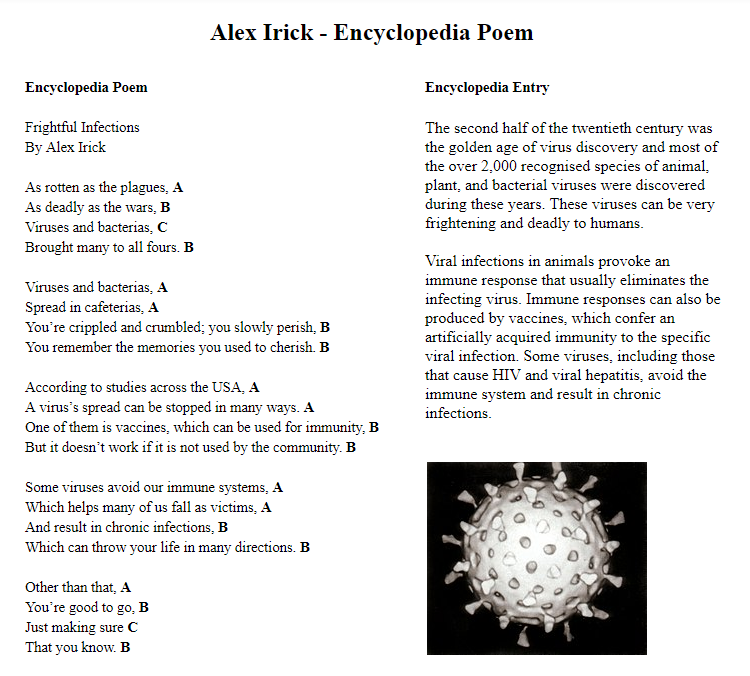 Alex Irick - Encyclopedia Poem
Encyclopedia Poem
Frightful Infections
By Alex Irick
As rotten as the plagues, A
As deadly as the wars, B
Viruses and bacterias, C
Brought many to all fours. B
Viruses and bacterias, A
Spread in cafeterias, A
You're crippled and crumbled; you slowly perish, B
You remember the memories you used to cherish. B
According to studies across the USA, A
A virus's spread can be stopped in many ways. A
One of them is vaccines, which can be used for immunity, B
But it doesn't work if it is not used by the community. B
Some viruses avoid our immune systems, A
Which helps many of us fall as victims, A
And result in chronic infections, B
Which can throw your life in many directions. B
Other than that, A
You're good to go, B
Just making sure C
That you know. B
Encyclopedia Entry
The second half of the twentieth century was
the golden age of virus discovery and most of
the over 2,000 recognised species of animal,
plant, and bacterial viruses were discovered
during these years. These viruses can be very
frightening and deadly to humans.
Viral infections in animals provoke an
immune response that usually eliminates the
infecting virus. Immune responses can also be
produced by vaccines, which confer an
artificially acquired immunity to the specific
viral infection. Some viruses, including those
that cause HIV and viral hepatitis, avoid the
immune system and result in chronic
infections.